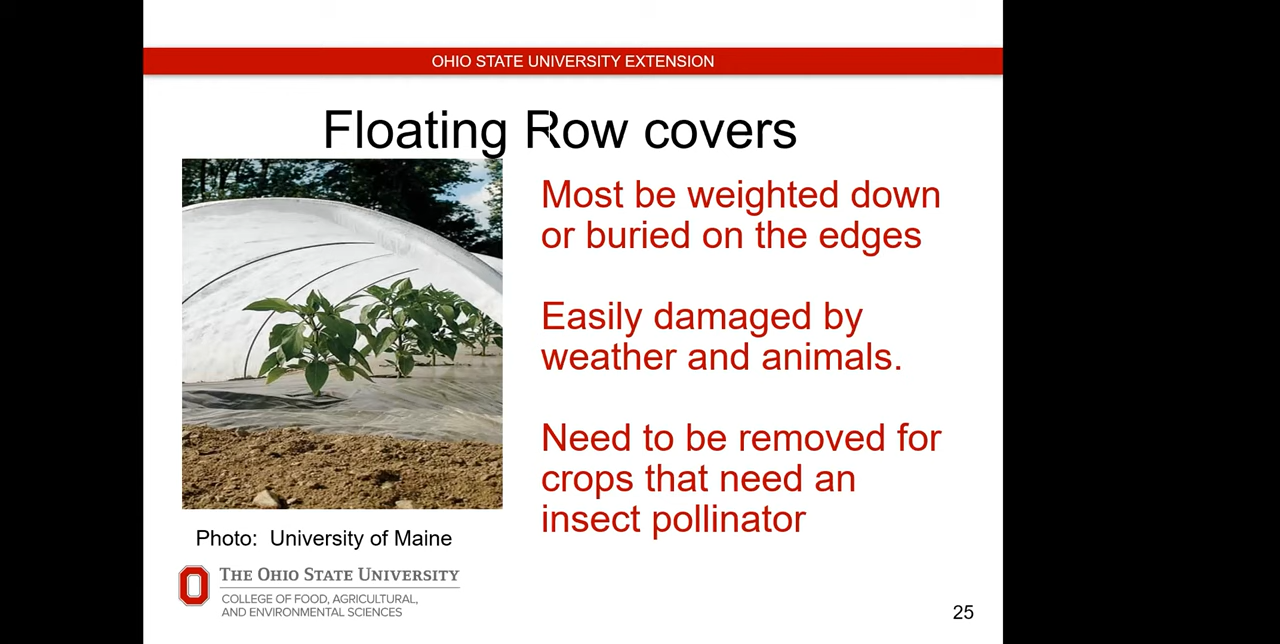 OHIO STATE UNIVERSITY EXTENSION
Floating Row covers
Most be weighted down
or buried on the edges
Easily damaged by
weather and animals.
Need to be removed for
crops that need an
insect pollinator
Photo: University of Maine
THE OHIO STATE UNIVERSITY
COLLEGE OF FOOD, AGRICULTURAL,
AND ENVIRONMENTAL SCIENCES
25